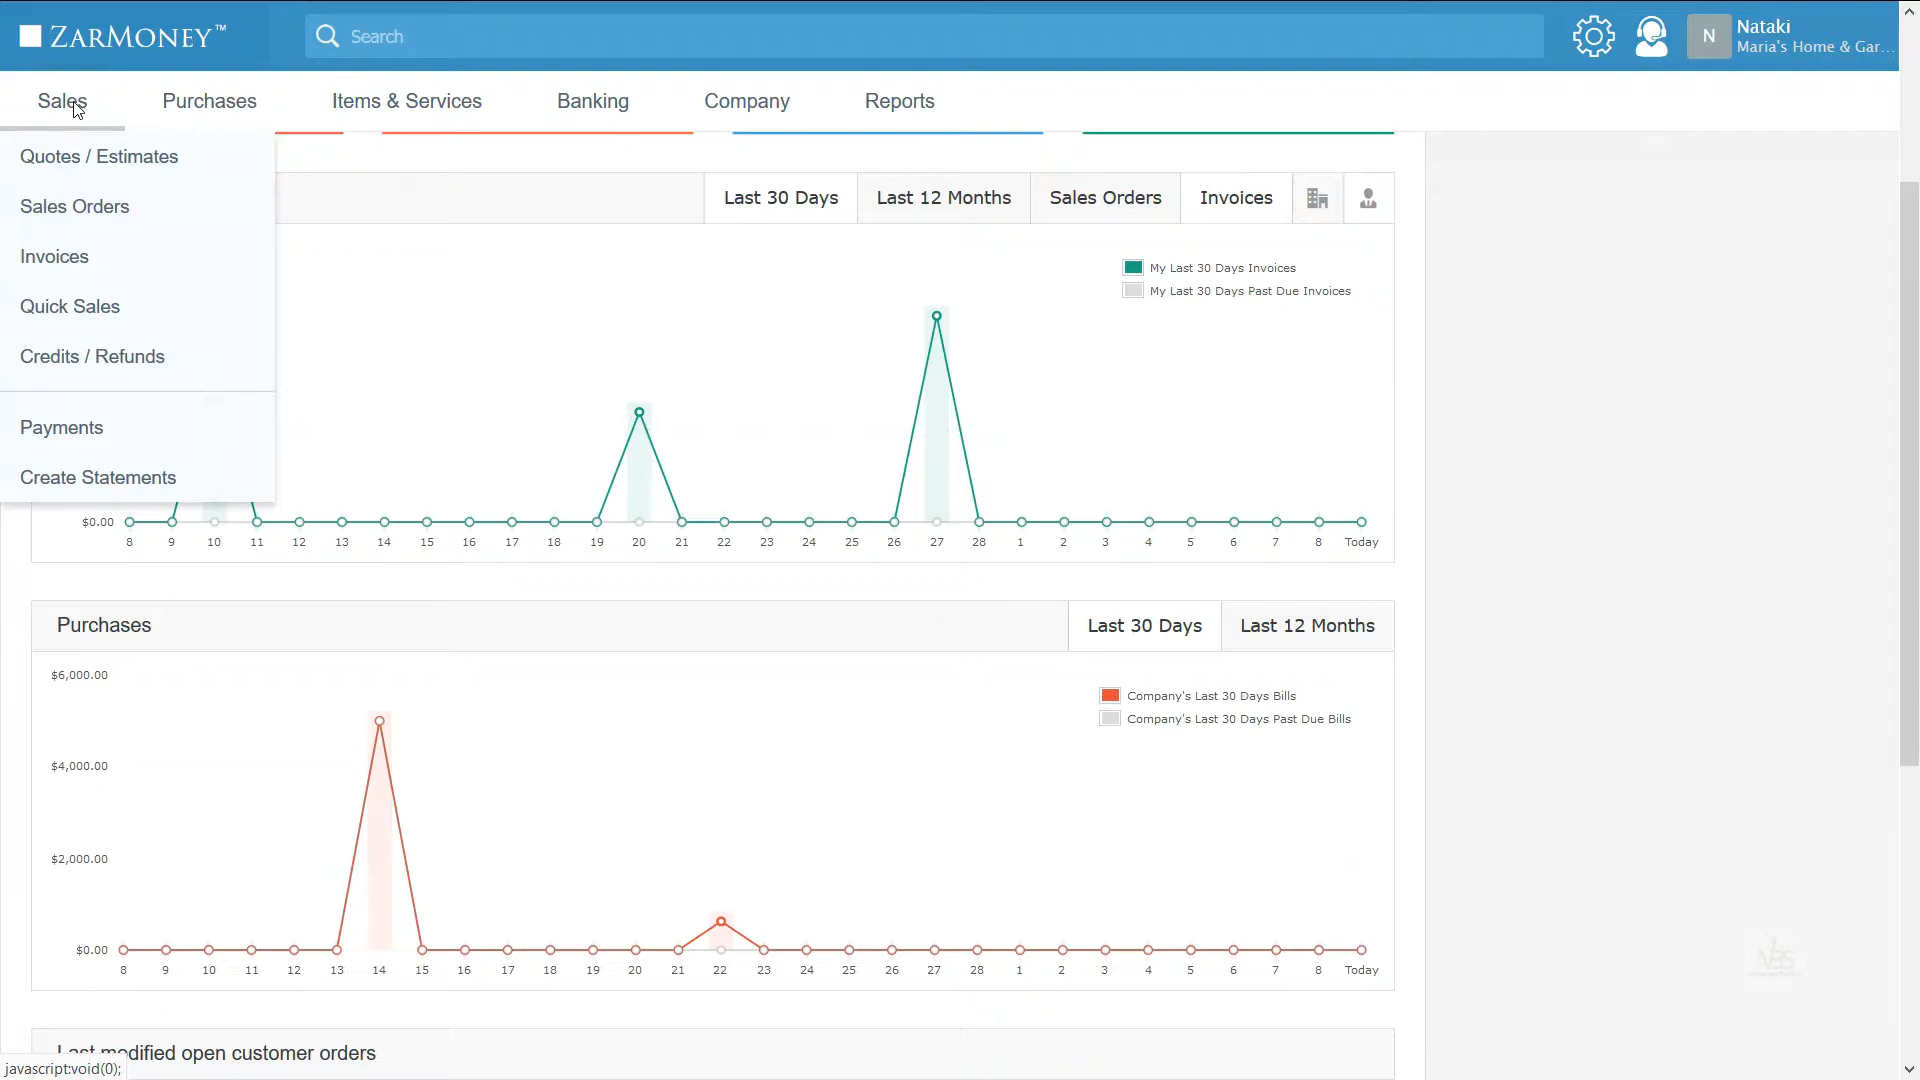 ZARMONEY™
Search
N
Nataki
Maria's Home & Gar...
Sales
Purchases
Items & Services
Banking
Company
Reports
Quotes / Estimates
Sales Orders
Invoices
Quick Sales
Credits / Refunds
Payments
Create Statements
Last 30 Days
Last 12 Months
Sales Orders
Invoices
My Last 30 Days Invoices
My Last 30 Days Past Due Invoices
$0.00
8 9 10 11 12 13 14 15 16 17 18 19 20 21 22 23 24 25 26 27 28 1 2 3 4 5 6 7 8 Today
Purchases
Last 30 Days
Last 12 Months
$6,000.00
Company's Last 30 Days Bills
Company's Last 30 Days Past Due Bills
$4,000.00
$2,000.00
$0.00
8 9 10 11 12 13 14 15 16 17 18 19 20 21 22 23 24 25 26 27 28 1 2 3 4 5 6 7 8 Today
NBS
Last modified open customer orders
javascript:void(0);